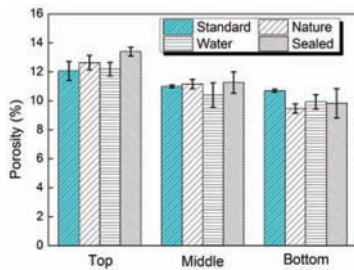 16
14
12
10
8
6
4
2
0
Porosity (%)
Standard
Nature
Water
Sealed
Top
Middle
Bottom